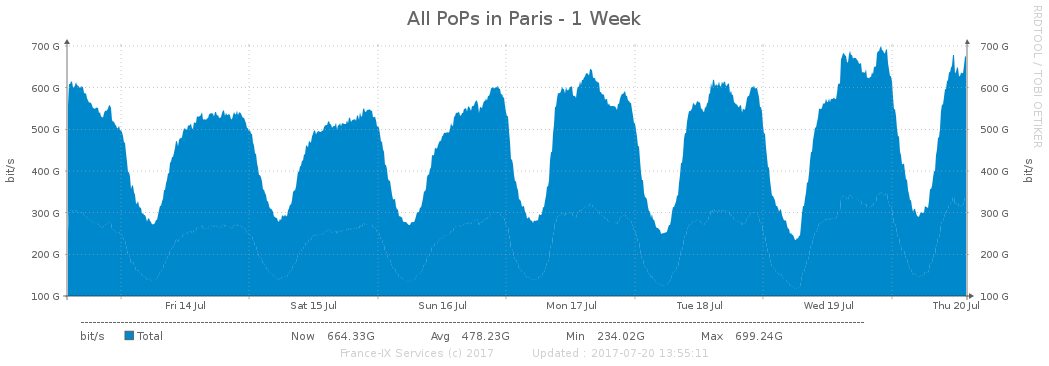 All PoPs in Paris - 1 Week
RRDTOOL / TOBI OETIKER
bit/s
700 G 700 G
600 G 600 G
500 G 500 G
400 G 400 G
300 G 300 G
200 G 200 G
100 G 100 G
bit/s
Fri 14 Jul Sat 15 Jul Sun 16 Jul Mon 17 Jul Tue 18 Jul Wed 19 Jul Thu 20 Jul
bit/s Total Now 664.33G Avg 478.23G Min 234.02G Max 699.24G
France-IX Services (c) 2017 Updated : 2017-07-20 13:55:11